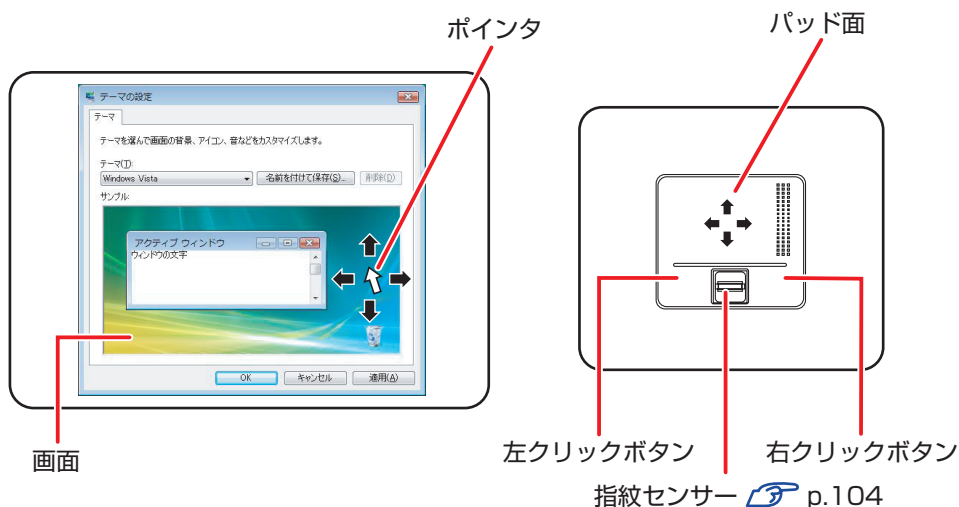 ポインタ
パッド面
テーマの設定
テーマ
テーマを選んで画面の背景、アイコン、音などをカスタマイズします。
テーマ(T):
Windows Vista
名前を付けて保存(S)...
削除(D)
サンプル:
アクティブ ウィンドウ
ウィンドウの文字
OK
キャンセル
適用(A)
画面
左クリックボタン
右クリックボタン
指紋センサー p.104